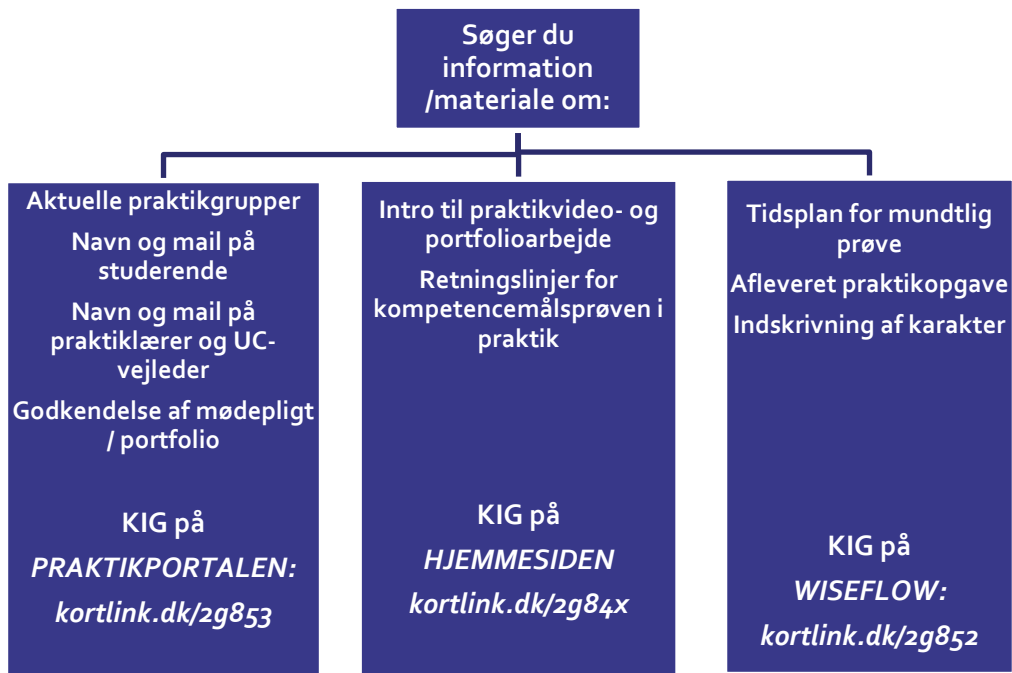 Søger du
information
/materiale om:
Aktuelle praktikgrupper
Navn og mail på
studerende
Navn og mail på
praktiklærer og UC-
vejleder
Godkendelse af mødepligt
/ portfolio
KIG på
PRAKTIKPORTALEN:
kortlink.dk/2g853
Intro til praktikvideo- og
portfolioarbejde
Retningslinjer for
kompetencemålsprøven i
praktik
KIG på
HJEMMESIDEN
kortlink.dk/2g84x
Tidsplan for mundtlig
prøve
Afleveret praktikopgave
Indskrivning af karakter
KIG på
WISEFLOW:
kortlink.dk/2g852